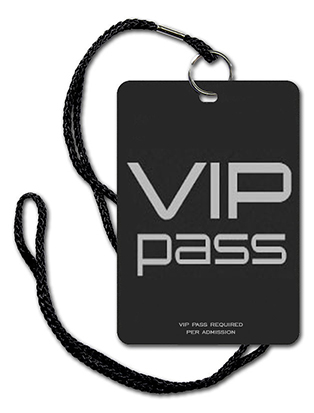 VIP
pass
VIP PASS REQUIRED
PER ADMISSION